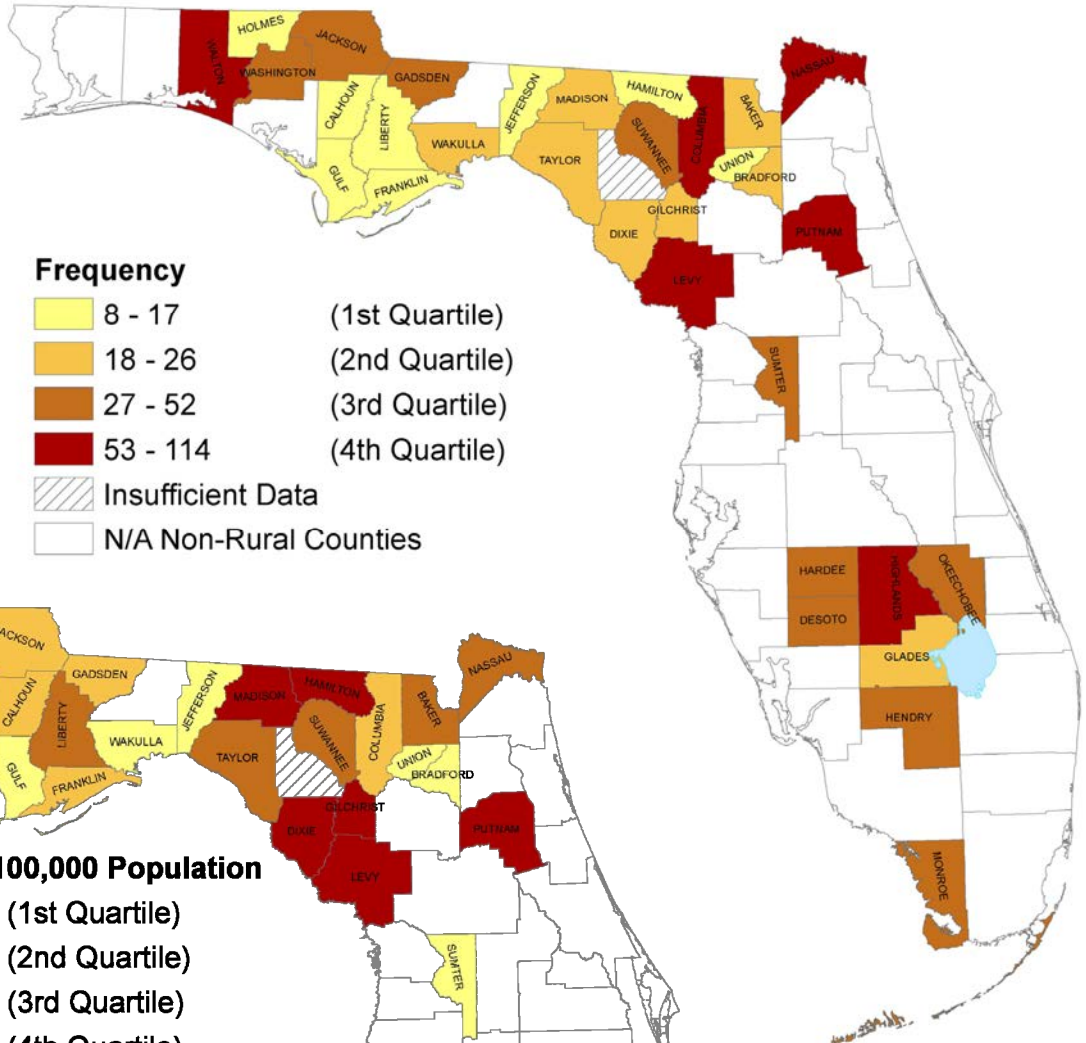 HOLMES
JACKSON
WALTON
WASHINGTON
GADSDEN
CALHOUN
LIBERTY
GULF
FRANKLIN
WAKULLA
JEFFERSON
MADISON
TAYLOR
HAMILTON
SUWANNEE
COLUMBIA
BAKER
NASSAU
UNION
BRADFORD
GILCHRIST
DIXIE
LEVY
PUTNAM
SUMTER
HARDEE
DESOTO
HIGHLANDS
OKEECHOBEE
GLADES
HENDRY
MONROE
Frequency
8 - 17 (1st Quartile)
18 - 26 (2nd Quartile)
27 - 52 (3rd Quartile)
53 - 114 (4th Quartile)
Insufficient Data
N/A Non-Rural Counties
ACKSON
GADSDEN
CALHOUN
LIBERTY
GULF
FRANKLIN
WAKULLA
JEFFERSON
MADISON
TAYLOR
HAMILTON
SUWANNEE
COLUMBIA
BAKER
NASSAU
UNION
BRADFORD
GILCHRIST
DIXIE
LEVY
PUTNAM
SUMTER
100,000 Population
(1st Quartile)
(2nd Quartile)
(3rd Quartile)
(4th Quartile)